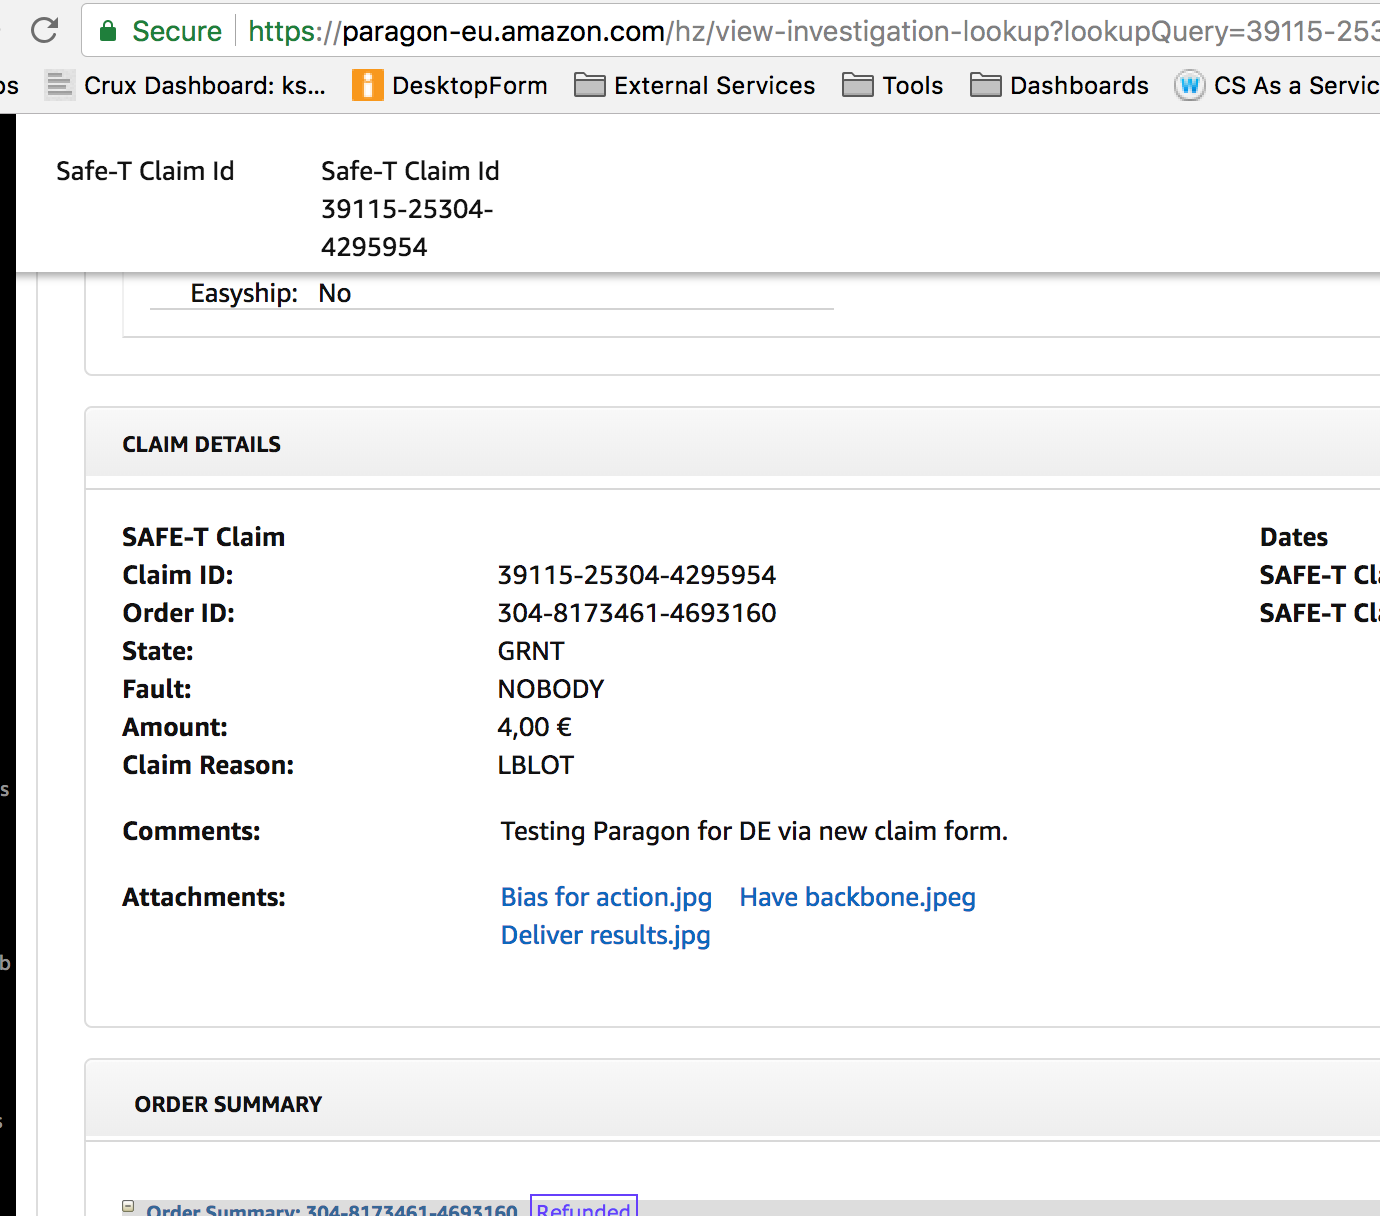 Secure https://paragon-eu.amazon.com/hz/view-investigation-lookup?lookupQuery=39115-253
Crux Dashboard: ks... DesktopForm External Services Tools Dashboards CS As a Servic
Safe-T Claim Id Safe-T Claim Id
39115-25304-
4295954
Easyship: No
CLAIM DETAILS
SAFE-T Claim Dates
Claim ID: 39115-25304-4295954 SAFE-T Cl
Order ID: 304-8173461-4693160 SAFE-T Cl
State: GRNT
Fault: NOBODY
Amount: 4,00 €
Claim Reason: LBLOT
Comments: Testing Paragon for DE via new claim form.
Attachments: Bias for action.jpg Have backbone.jpeg
Deliver results.jpg
ORDER SUMMARY
Order Summary: 304-8173461-4693160 Refunded